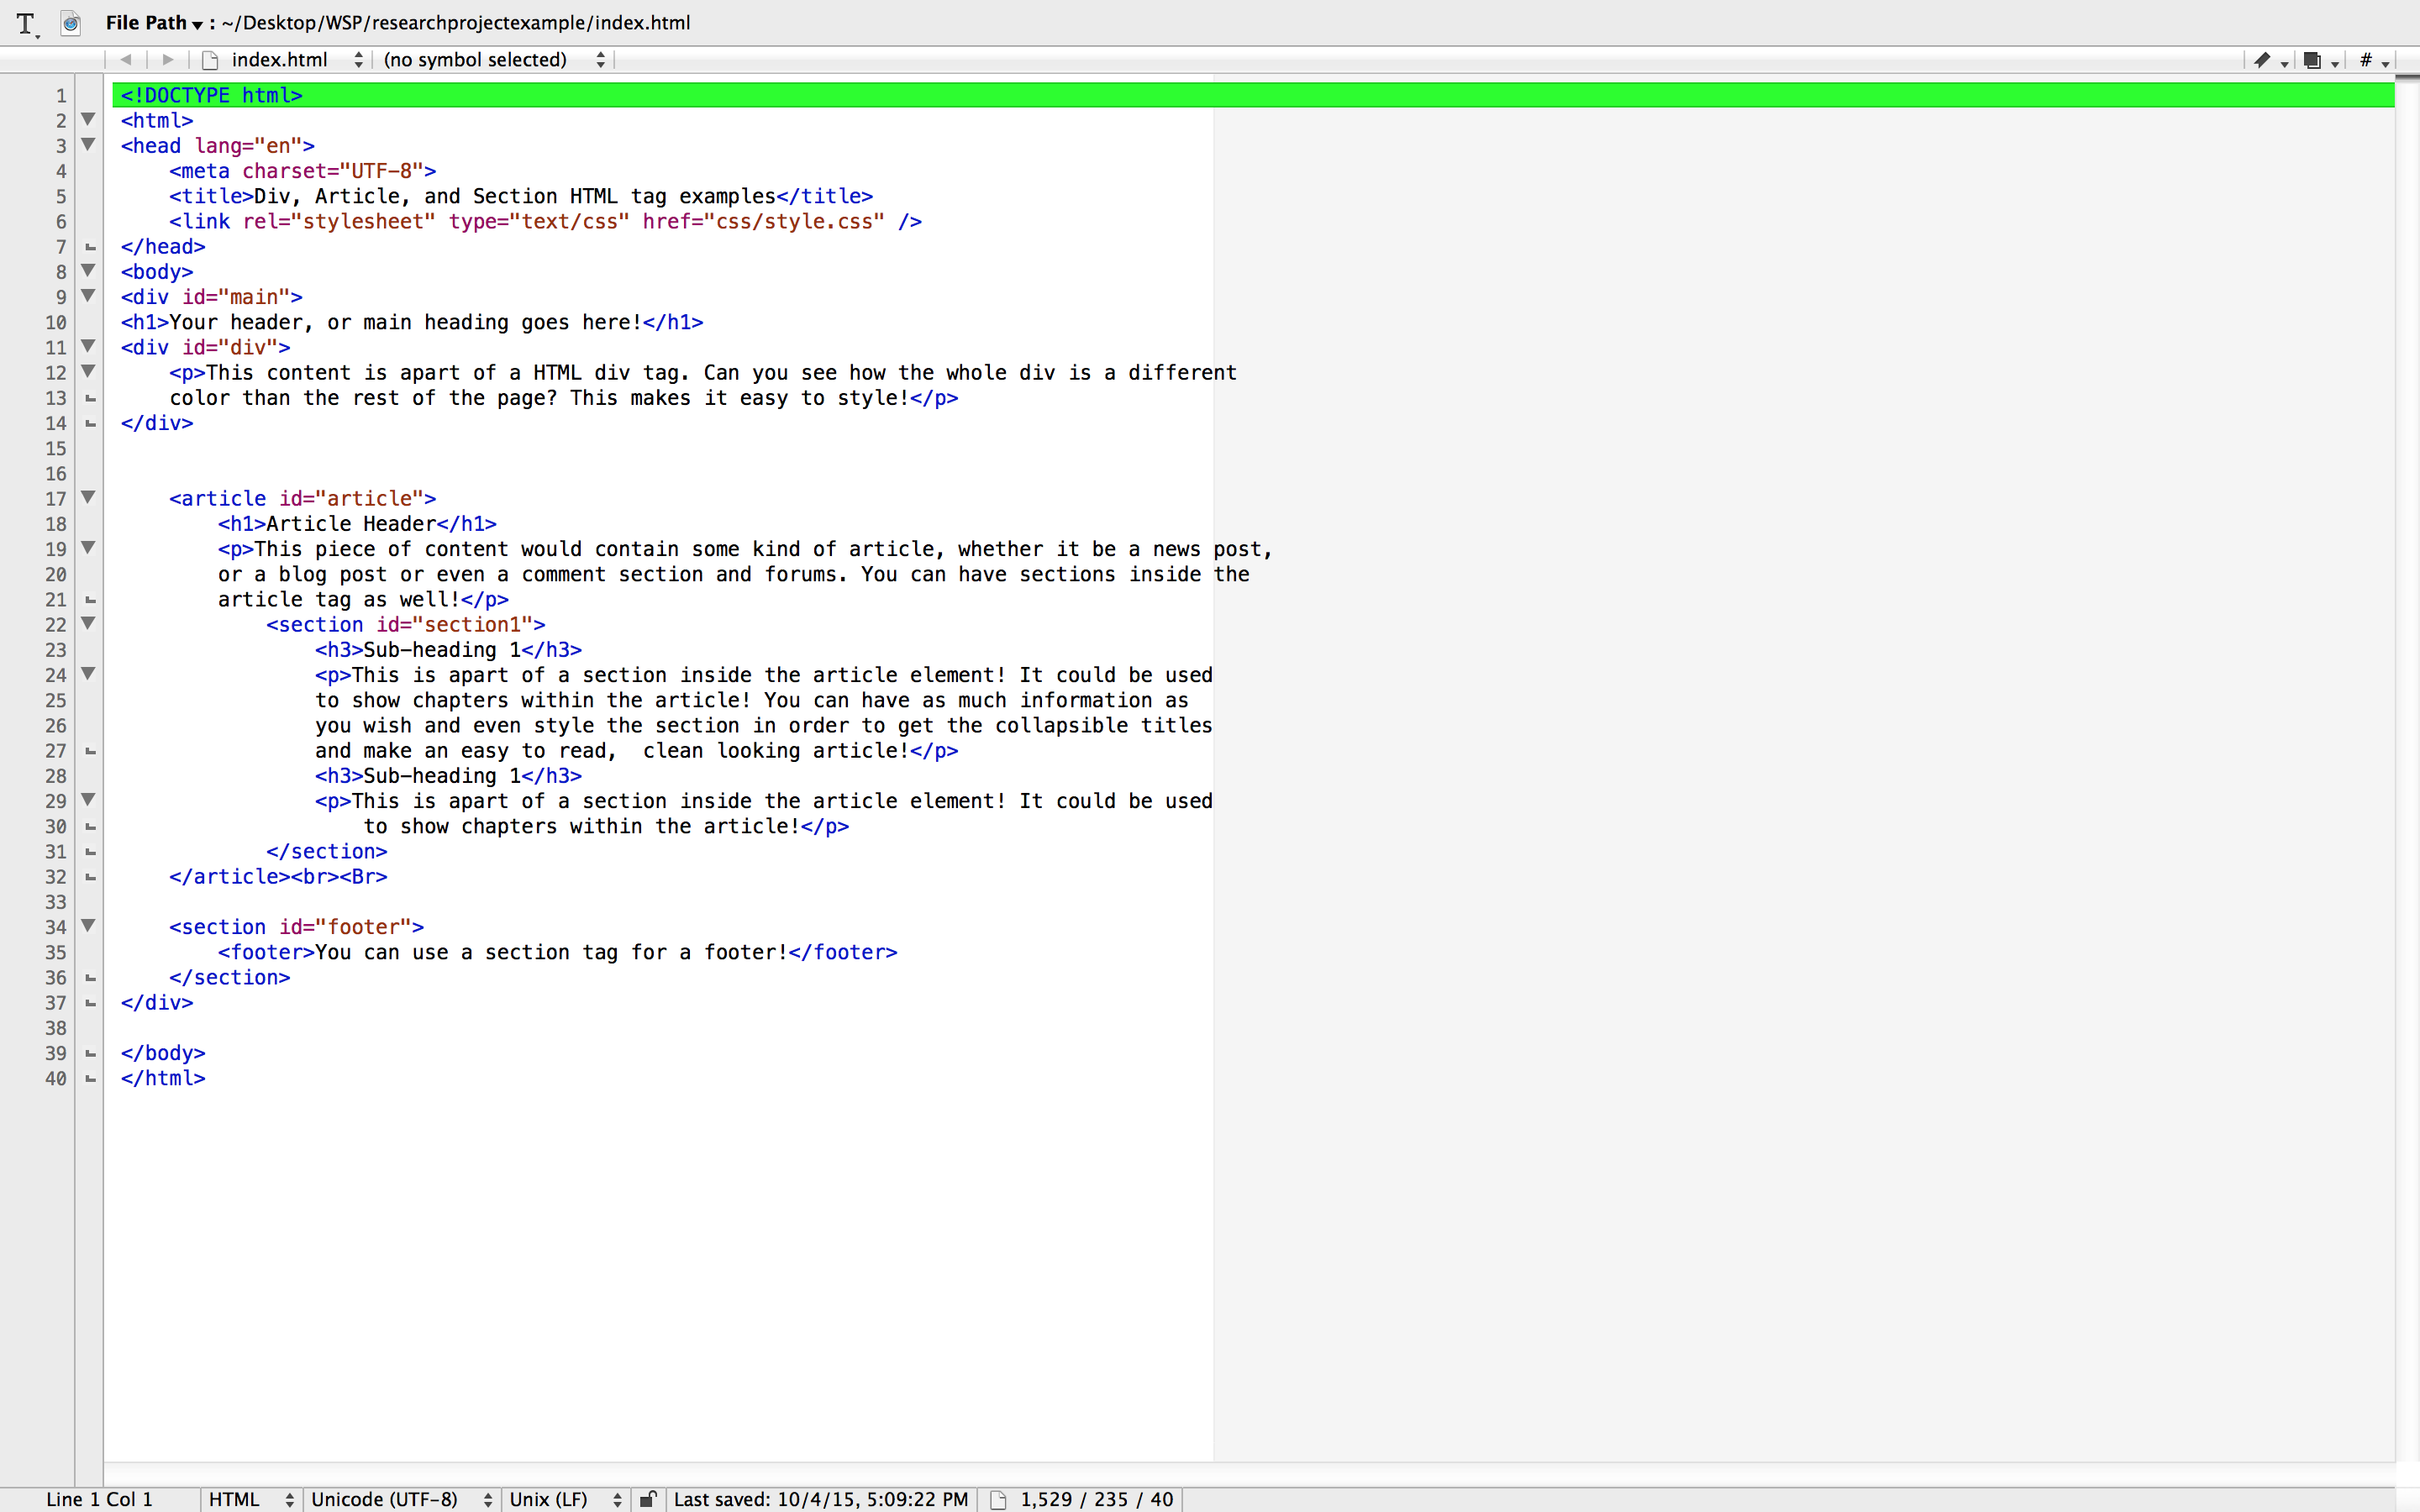 File Path ▾ : ~/Desktop/WSP/researchprojectexample/index.html
index.html (no symbol selected) #
1 <!DOCTYPE html>
2 <html>
3 <head lang="en">
4     <meta charset="UTF-8">
5     <title>Div, Article, and Section HTML tag examples</title>
6     <link rel="stylesheet" type="text/css" href="css/style.css" />
7 </head>
8 <body>
9 <div id="main">
10 <h1>Your header, or main heading goes here!</h1>
11 <div id="div">
12     <p>This content is apart of a HTML div tag. Can you see how the whole div is a different
13     color than the rest of the page? This makes it easy to style!</p>
14 </div>
15
16
17     <article id="article">
18         <h1>Article Header</h1>
19         <p>This piece of content would contain some kind of article, whether it be a news post,
20         or a blog post or even a comment section and forums. You can have sections inside the
21         article tag as well!</p>
22             <section id="section1">
23                 <h3>Sub-heading 1</h3>
24                 <p>This is apart of a section inside the article element! It could be used
25                 to show chapters within the article! You can have as much information as
26                 you wish and even style the section in order to get the collapsible titles
27                 and make an easy to read,  clean looking article!</p>
28                 <h3>Sub-heading 1</h3>
29                 <p>This is apart of a section inside the article element! It could be used
30                     to show chapters within the article!</p>
31             </section>
32     </article><br><Br>
33
34     <section id="footer">
35         <footer>You can use a section tag for a footer!</footer>
36     </section>
37 </div>
38
39 </body>
40 </html>
Line 1 Col 1 HTML Unicode (UTF-8) Unix (LF) Last saved: 10/4/15, 5:09:22 PM 1,529 / 235 / 40